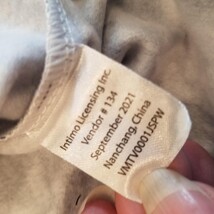 Intimo Licensing Inc.
Vendor # 134
September 2021
Nanchang, China
VMTV0001JSPW